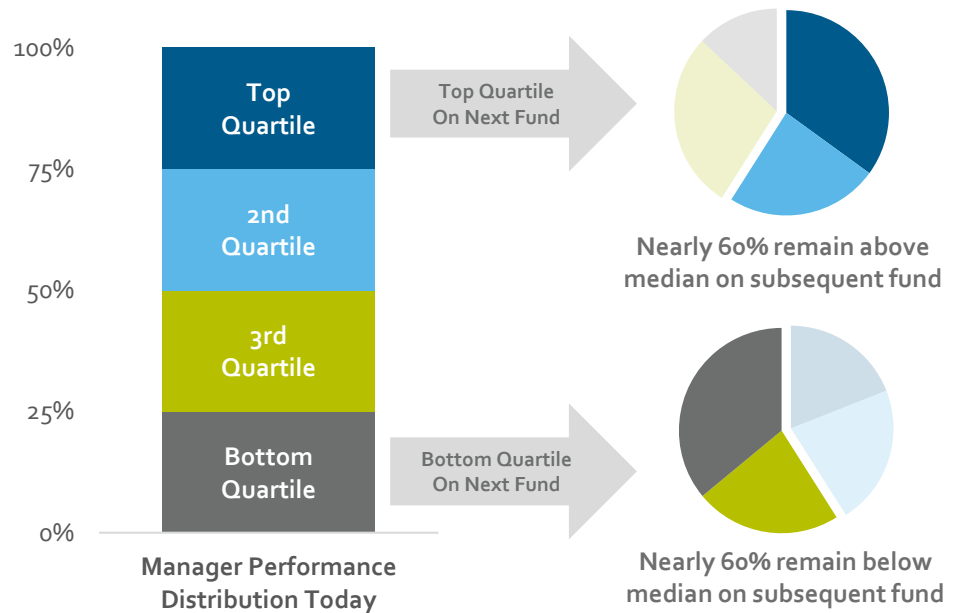 100%
75%
50%
25%
0%
Top
Quartile
2nd
Quartile
3rd
Quartile
Bottom
Quartile
Manager Performance
Distribution Today
Top Quartile
On Next Fund
Nearly 60% remain above
median on subsequent fund
Bottom Quartile
On Next Fund
Nearly 60% remain below
median on subsequent fund